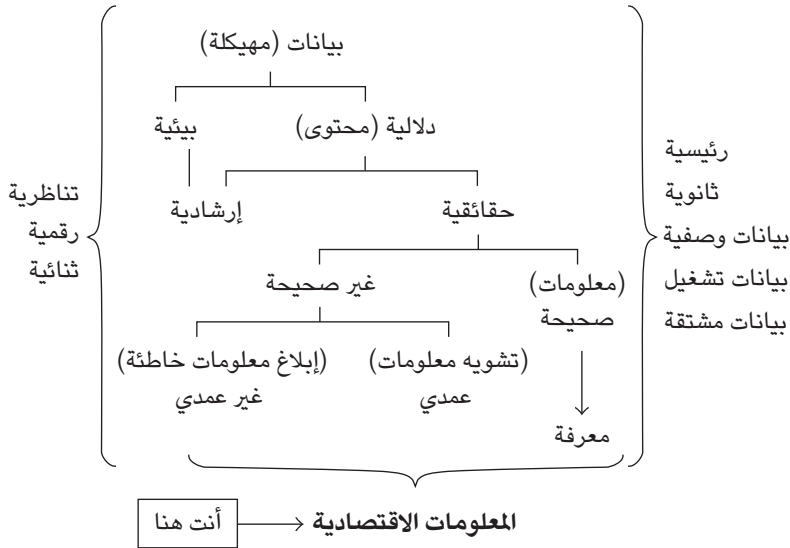 بيانات (مهيكلة)
دلالية (محتوى)
بيئية
حقائقية
إرشادية
(معلومات)
صحيحة
غير صحيحة
(تشويه معلومات)
عمدي
(إبلاغ معلومات خاطئة)
غير عمدي
معرفة
رئيسية
ثانوية
بيانات وصفية
بيانات تشغيل
بيانات مشتقة
تناظرية
رقمية
ثنائية
المعلومات الاقتصادية
أنت هنا